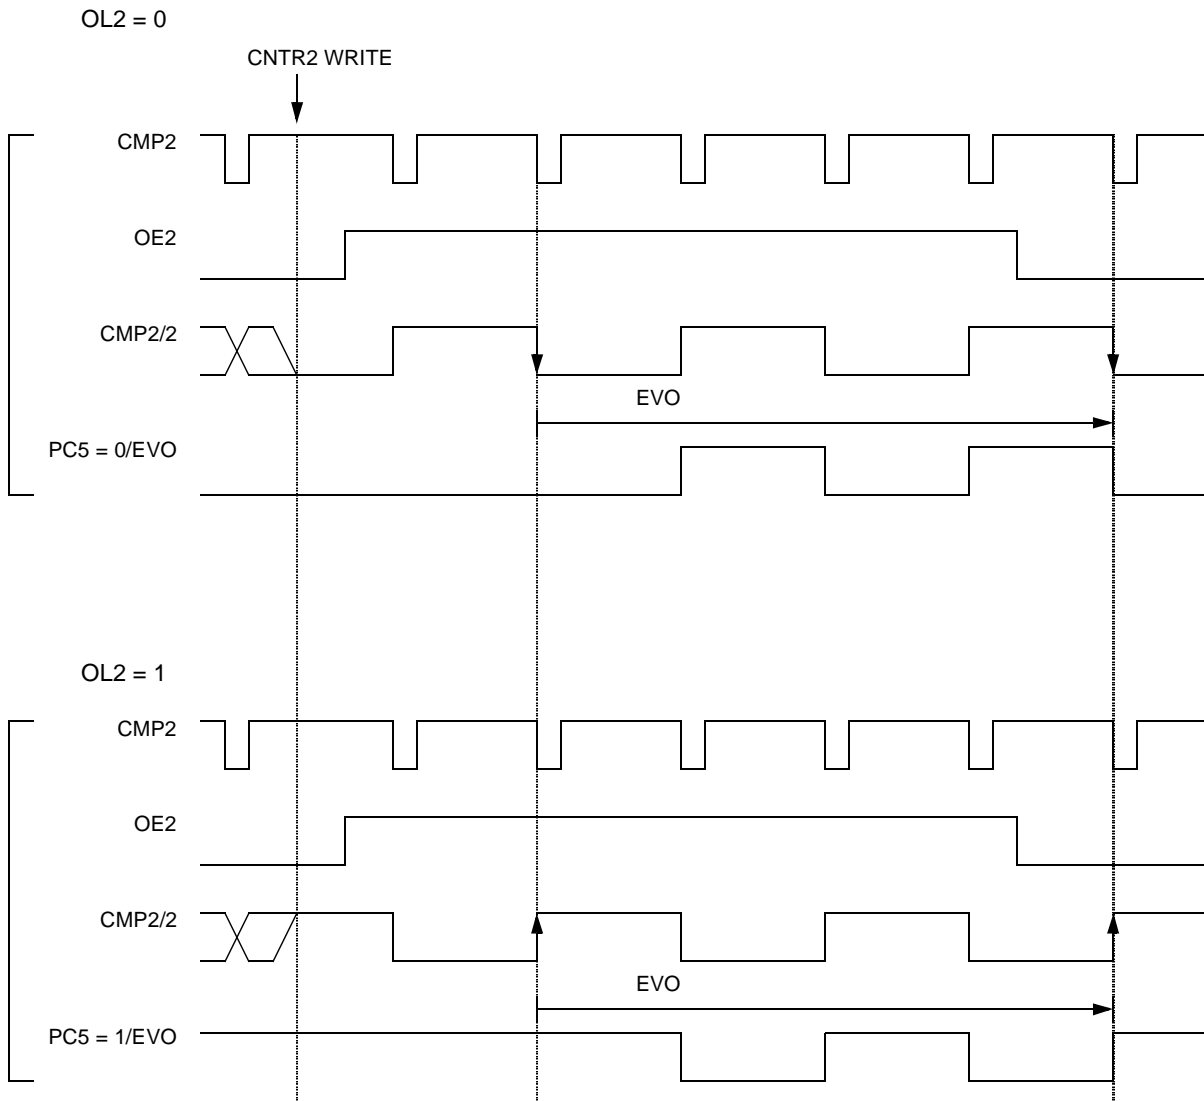 OL2 = 0
CNTR2 WRITE
CMP2
OE2
CMP2/2
EVO
PC5 = 0/EVO
OL2 = 1
CMP2
OE2
CMP2/2
EVO
PC5 = 1/EVO